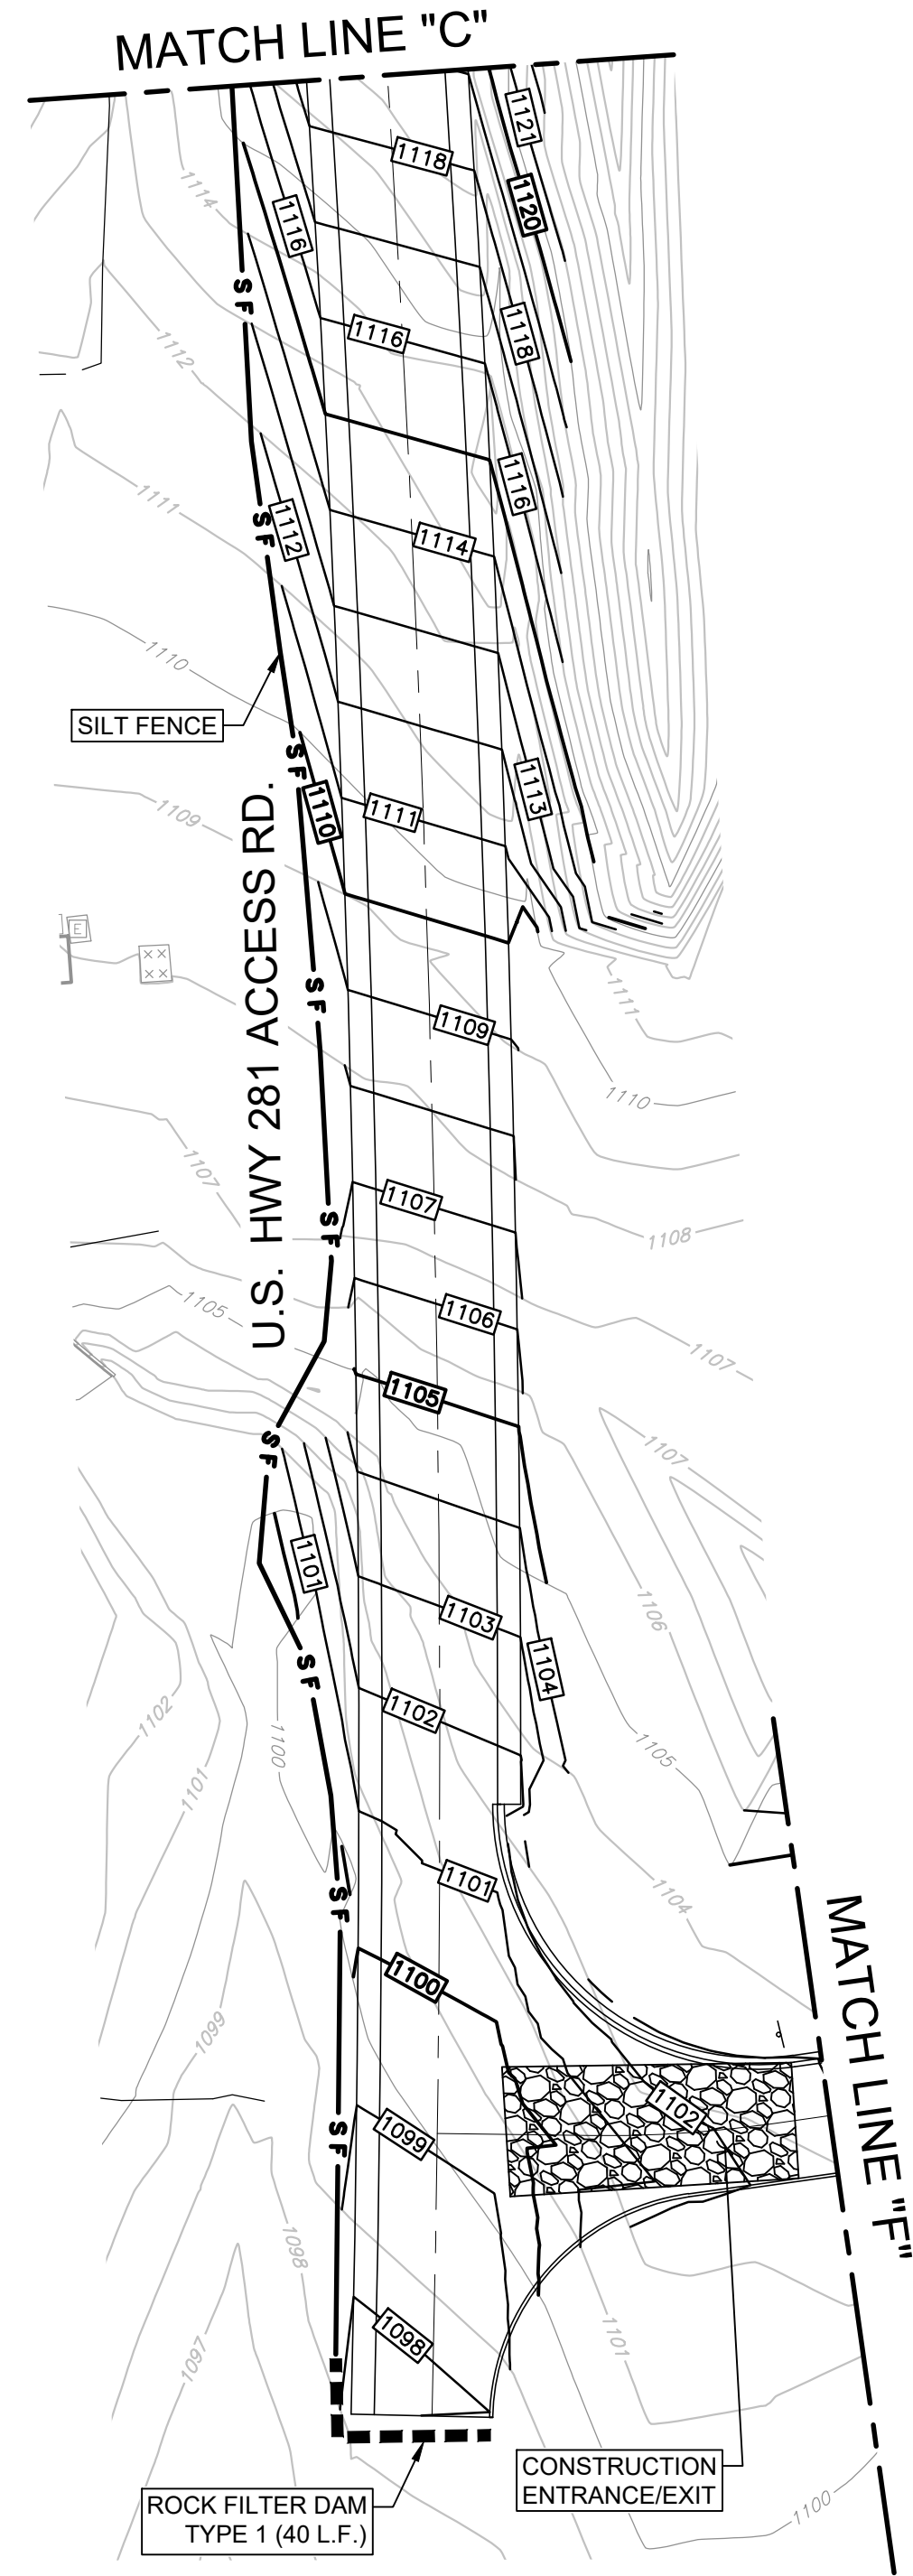 MATCH LINE "C"
1121
1118
1114
1120
1116
SF
1116
1118
1112
1116
1111
SF
1112
1114
1110
SILT FENCE
SF
1113
1109
1110
1111
E
U.S. HWY 281 ACCESS RD.
SF
1111
1109
1110
1107
1107
SF
1108
1105
1106
1107
1105
SF
1107
1101
1106
1103
SF
1104
1102
1102
1100
1105
1101
1101
1104
SF
MATCH LINE "F"
1100
1099
1102
SF
1099
1098
1098
1101
1097
CONSTRUCTION
ENTRANCE/EXIT
ROCK FILTER DAM
TYPE 1 (40 L.F.)
1100